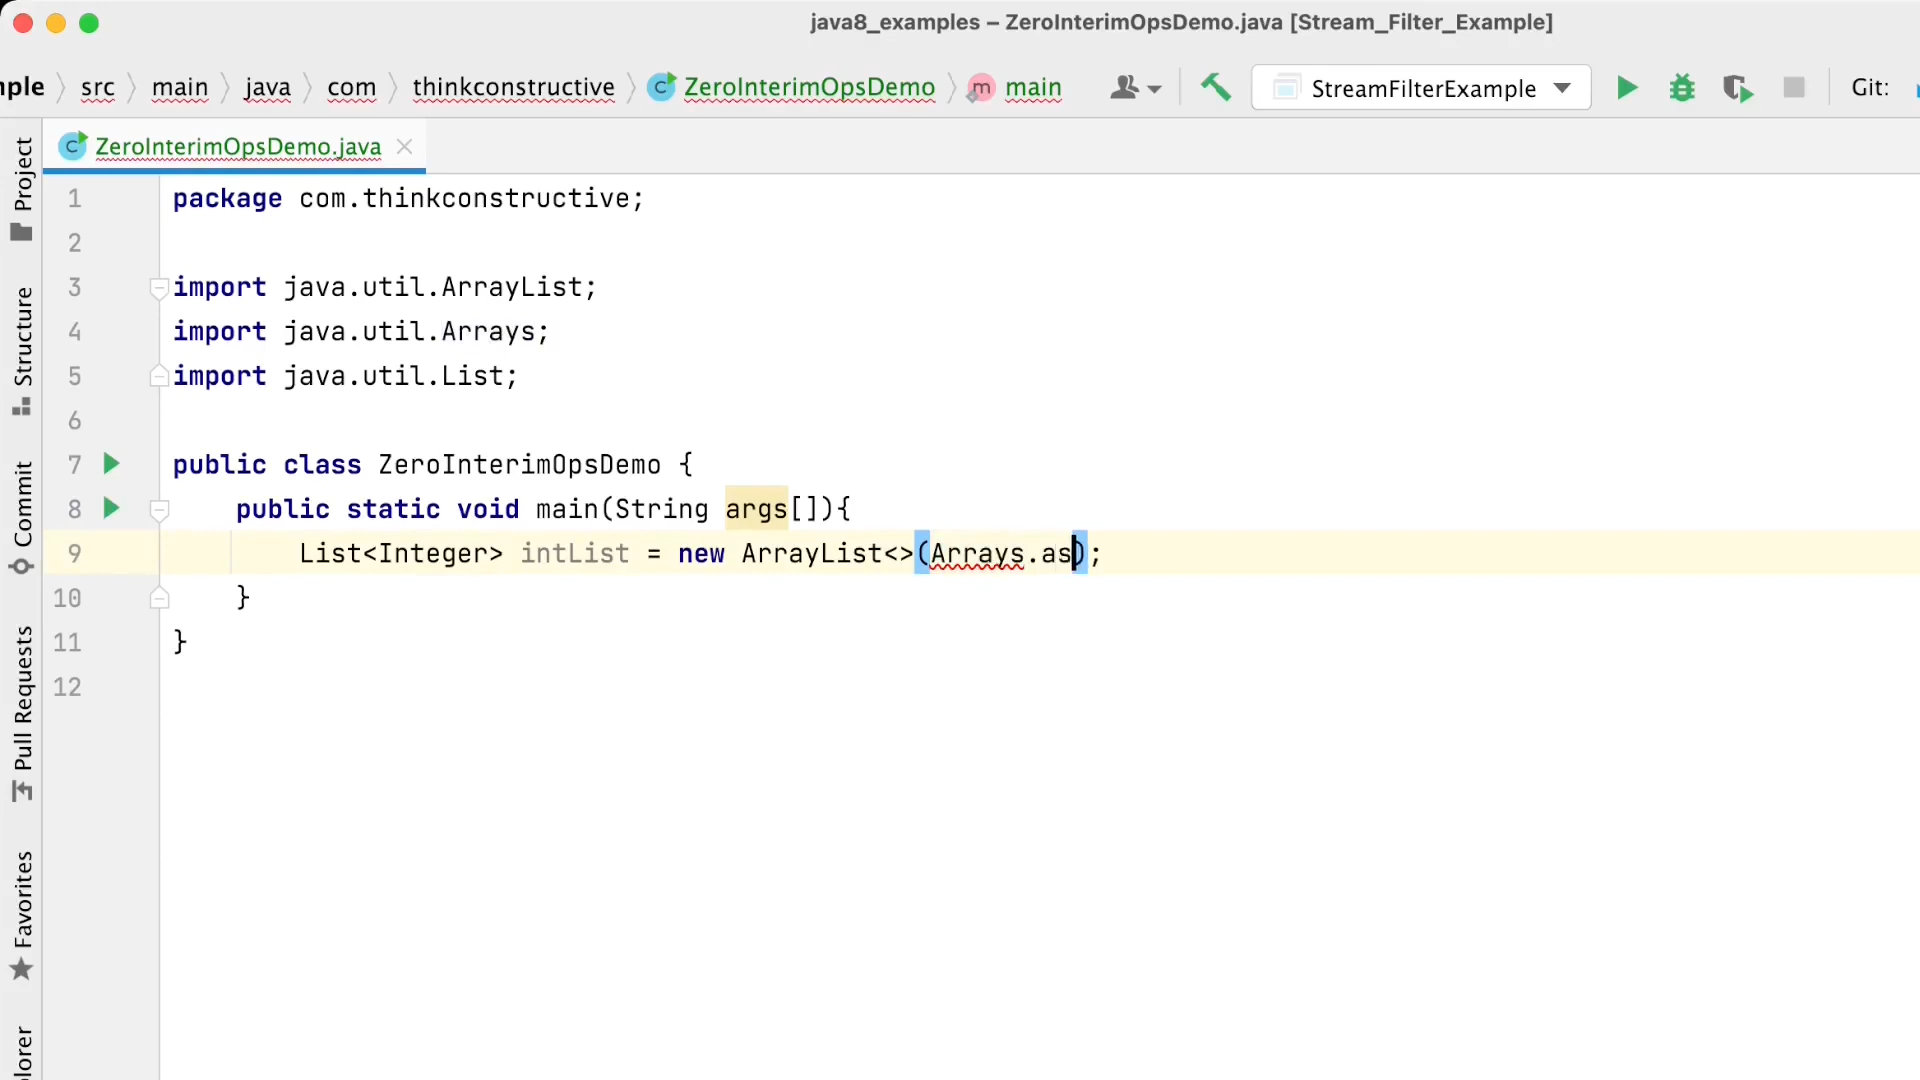 java8_examples – ZeroInterimOpsDemo.java [Stream_Filter_Example]
mple src main java com thinkconstructive ZeroInterimOpsDemo main StreamFilterExample Git:
ZeroInterimOpsDemo.java
1 package com.thinkconstructive;
2
3 import java.util.ArrayList;
4 import java.util.Arrays;
5 import java.util.List;
6
7 public class ZeroInterimOpsDemo {
8 public static void main(String args[]){
9 List<Integer> intList = new ArrayList<>(Arrays.as);
10 }
11 }
12
Project
Structure
Commit
Pull Requests
Favorites
plorer